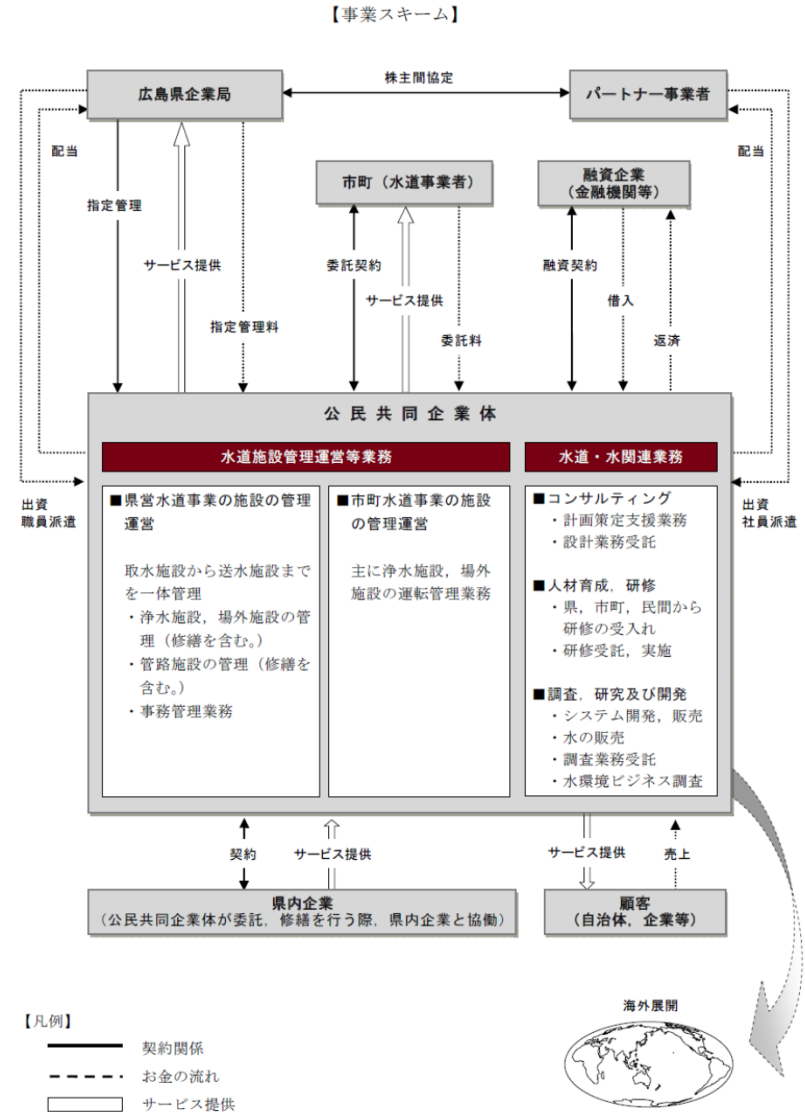 【事業スキーム】
株主間協定
広島県企業局
パートナー事業者
配当
配当
市町（水道事業者）
融資企業
（金融機関等）
指定管理
サービス提供
委託契約
融資契約
サービス提供
借入
指定管理料
委託料
返済
公民共同企業体
水道施設管理運営等業務
水道・水関連業務
出資
職員派遣
出資
社員派遣
■県営水道事業の施設の管理
運営
取水施設から送水施設まで
を一体管理
・浄水施設，場外施設の管
理（修繕を含む。）
・管路施設の管理（修繕を
含む。）
・事務管理業務
■市町水道事業の施設
の管理運営
主に浄水施設，場外
施設の運転管理業務
■コンサルティング
・計画策定支援業務
・設計業務受託
■人材育成，研修
・県，市町，民間から
研修の受入れ
・研修受託，実施
■調査，研究及び開発
・システム開発，販売
・水の販売
・調査業務受託
・水環境ビジネス調査
契約
サービス提供
サービス提供
売上
県内企業
（公民共同企業体が委託，修繕を行う際，県内企業と協働）
顧客
（自治体，企業等）
海外展開
【凡例】
契約関係
お金の流れ
サービス提供